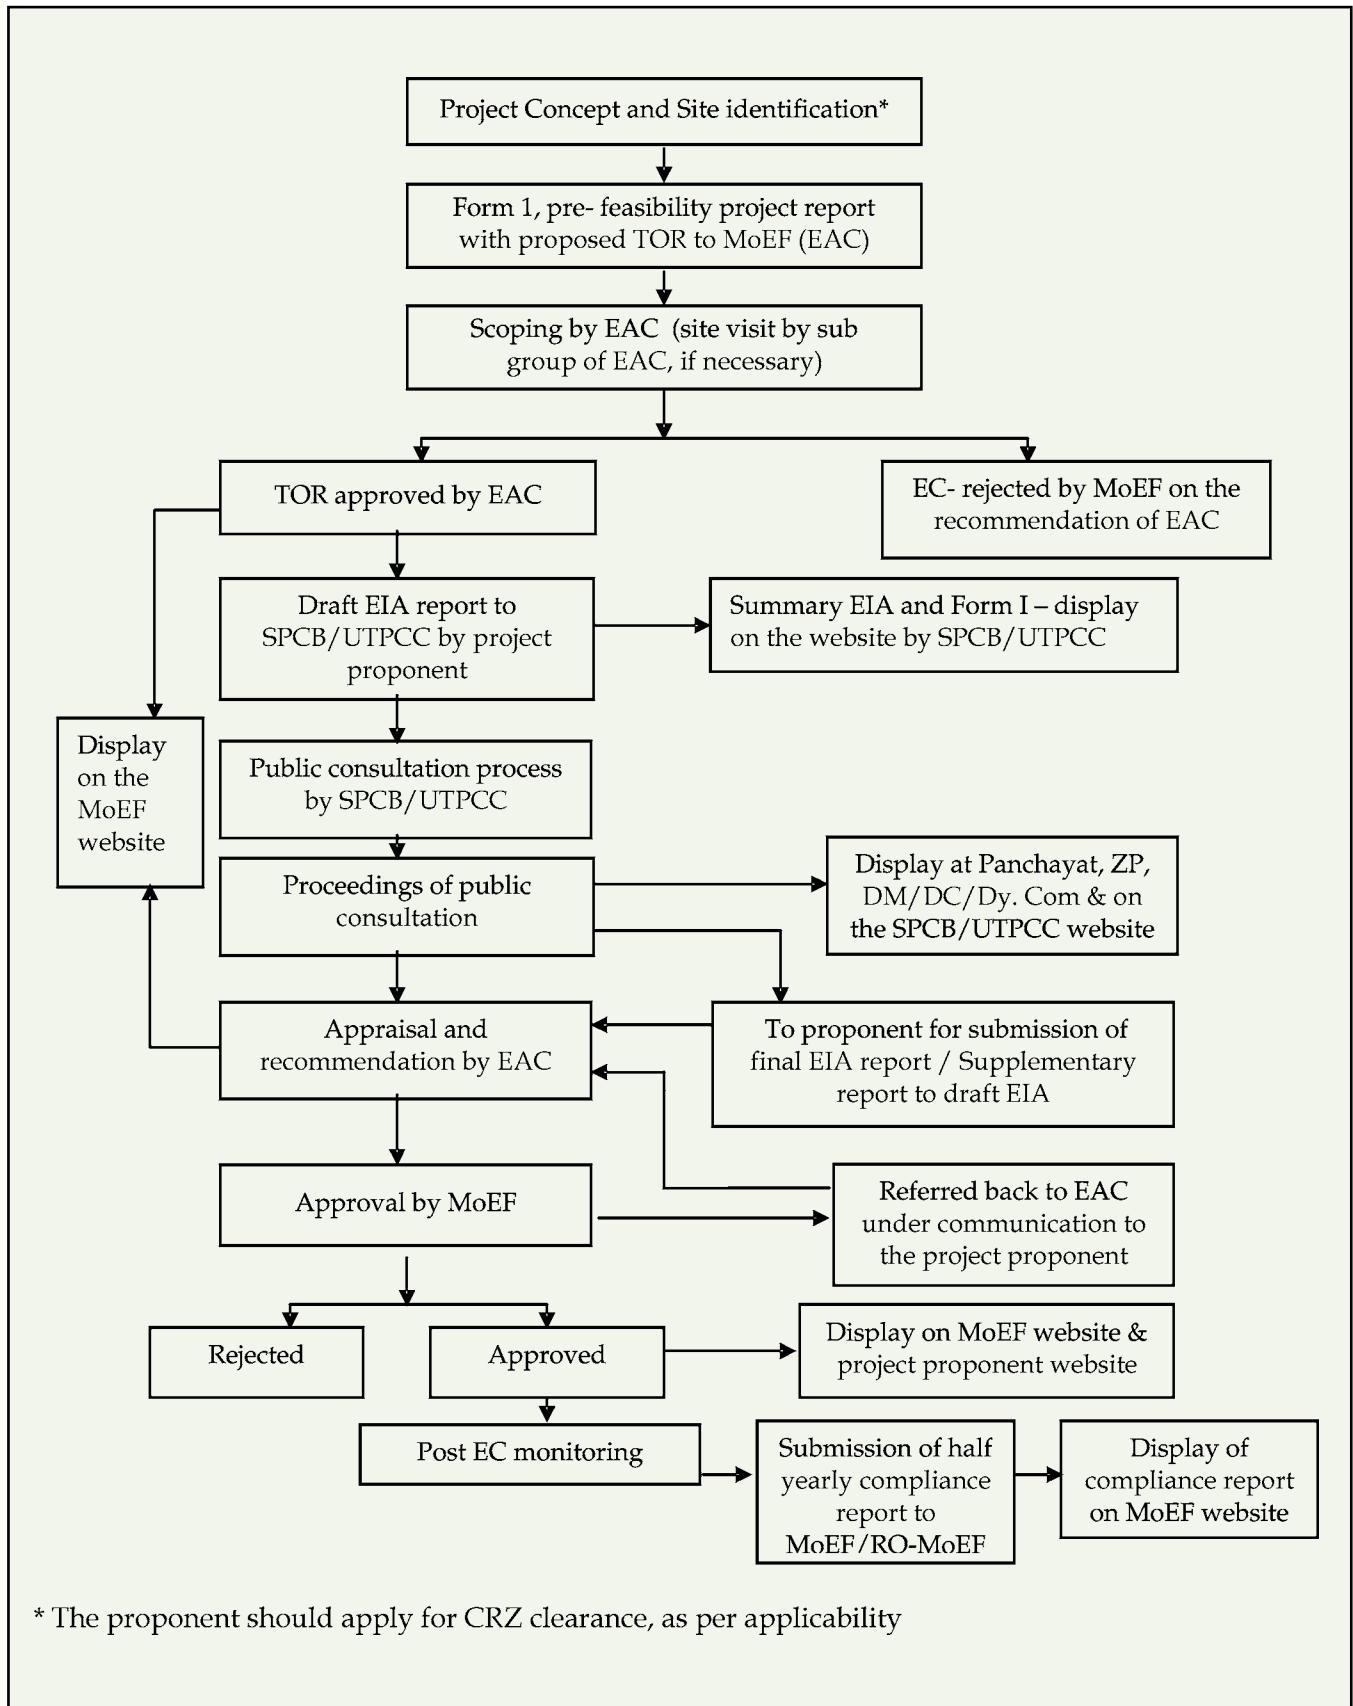 Project Concept and Site identification*
Form 1, pre- feasibility project report
with proposed TOR to MoEF (EAC)
Scoping by EAC (site visit by sub
group of EAC, if necessary)
TOR approved by EAC
EC- rejected by MoEF on the
recommendation of EAC
Draft EIA report to
SPCB/UTPCC by project
proponent
Summary EIA and Form I – display
on the website by SPCB/UTPCC
Display
on the
MoEF
website
Public consultation process
by SPCB/UTPCC
Proceedings of public
consultation
Display at Panchayat, ZP,
DM/DC/Dy. Com & on
the SPCB/UTPCC website
Appraisal and
recommendation by EAC
To proponent for submission of
final EIA report / Supplementary
report to draft EIA
Approval by MoEF
Referred back to EAC
under communication to
the project proponent
Rejected
Approved
Display on MoEF website &
project proponent website
Post EC monitoring
Submission of half
yearly compliance
report to
MoEF/RO-MoEF
Display of
compliance report
on MoEF website
* The proponent should apply for CRZ clearance, as per applicability